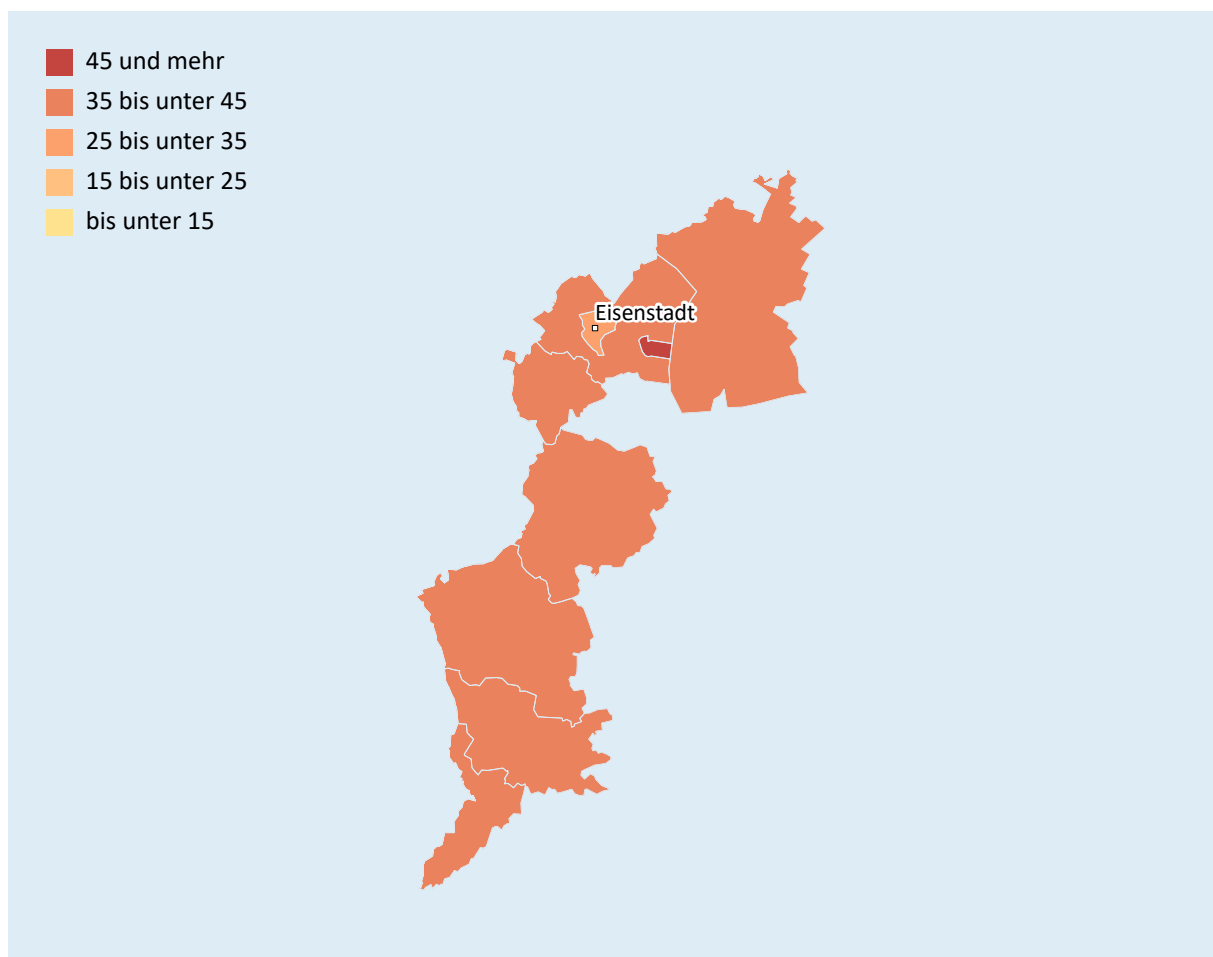 45 und mehr
35 bis unter 45
25 bis unter 35
15 bis unter 25
bis unter 15
Eisenstadt